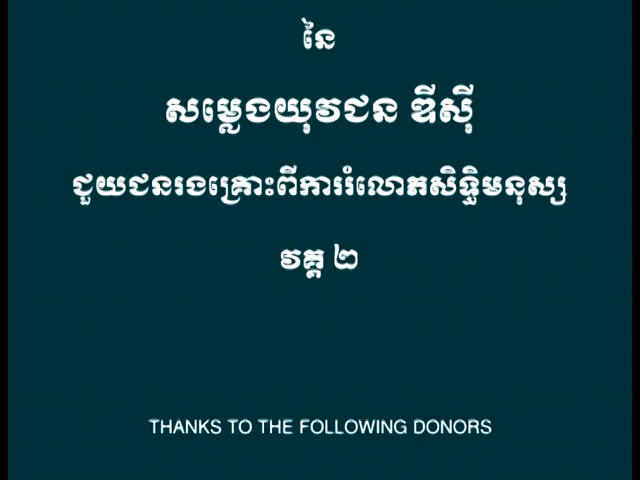 នៃ
សម្លេងយុវជន ឌីស៊ី
ជួយជនរងគ្រោះពីការរំលោភសិទ្ធិមនុស្ស
វគ្គ ២
THANKS TO THE FOLLOWING DONORS